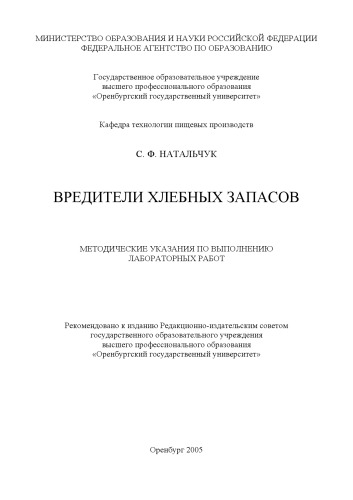 МИНИСТЕРСТВО ОБРАЗОВАНИЯ И НАУКИ РОССИЙСКОЙ ФЕДЕРАЦИИ
ФЕДЕРАЛЬНОЕ АГЕНТСТВО ПО ОБРАЗОВАНИЮ
Государственное образовательное учреждение
высшего профессионального образования
«Оренбургский государственный университет»
Кафедра технологии пищевых производств
С. Ф. НАТАЛЬЧУК
ВРЕДИТЕЛИ ХЛЕБНЫХ ЗАПАСОВ
МЕТОДИЧЕСКИЕ УКАЗАНИЯ ПО ВЫПОЛНЕНИЮ
ЛАБОРАТОРНЫХ РАБОТ
Рекомендовано к изданию Редакционно-издательским советом
государственного образовательного учреждения
высшего профессионального образования
«Оренбургский государственный университет»
Оренбург 2005